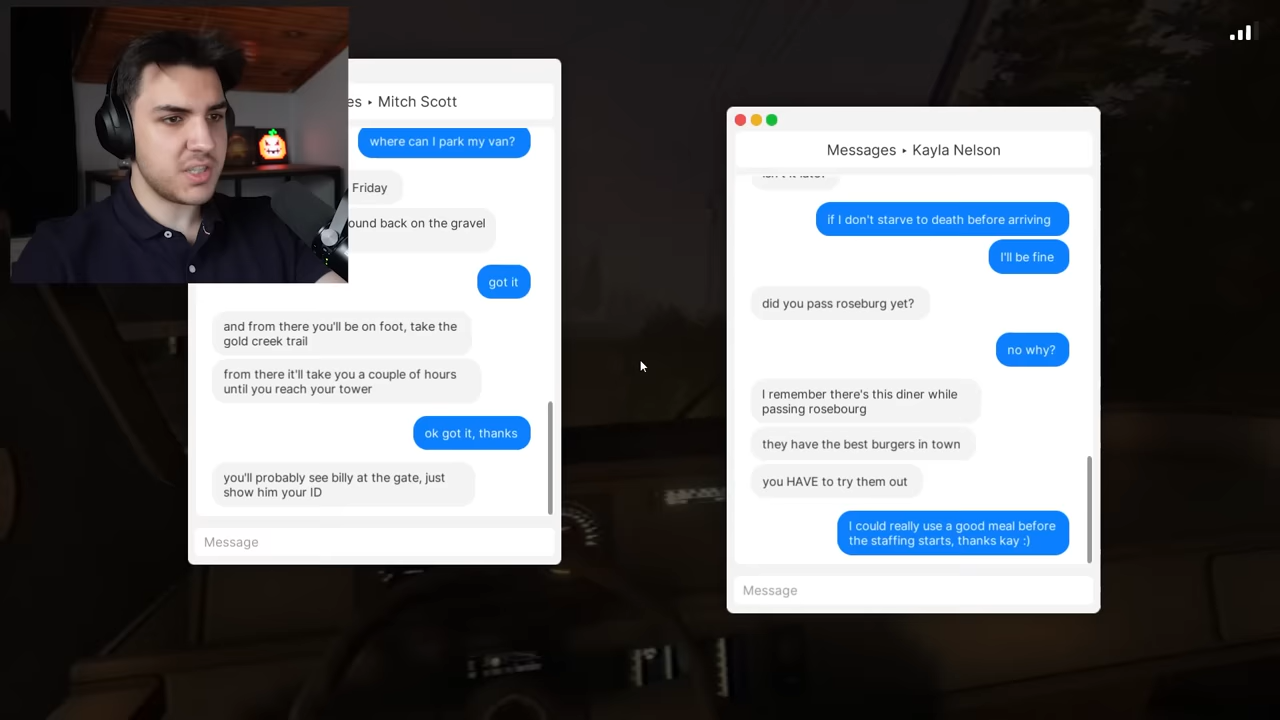 es ▸ Mitch Scott
where can I park my van?
Friday
ound back on the gravel
got it
and from there you'll be on foot, take the
gold creek trail
from there it'll take you a couple of hours
until you reach your tower
ok got it, thanks
you'll probably see billy at the gate, just
show him your ID
Message
Messages ▸ Kayla Nelson
if I don't starve to death before arriving
I'll be fine
did you pass roseburg yet?
no why?
I remember there's this diner while
passing rosebourg
they have the best burgers in town
you HAVE to try them out
I could really use a good meal before
the staffing starts, thanks kay :)
Message